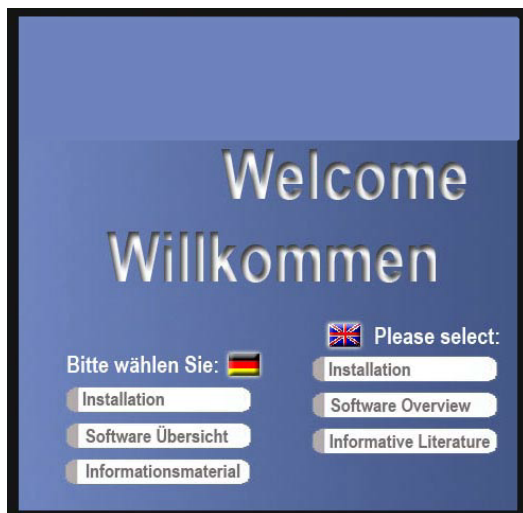 Welcome
Willkommen
Bitte wählen Sie:
Installation
Software Übersicht
Informationsmaterial
Please select:
Installation
Software Overview
Informative Literature